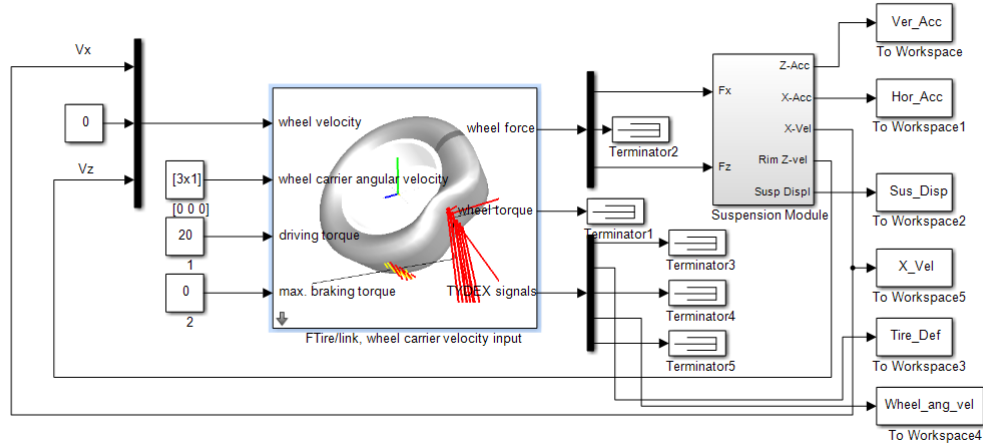 Vx
0
Vz
[3x1]
[0 0 0]
20
1
0
2
wheel velocity
wheel carrier angular velocity
driving torque
max. braking torque
wheel force
wheel torque
TYDEX signals
FTire/link, wheel carrier velocity input
Terminator2
Terminator1
Terminator3
Terminator4
Terminator5
Fx
Fz
Z-Acc
X-Acc
X-Vel
Rim Z-vel
Susp Displ
Suspension Module
Ver_Acc
To Workspace
Hor_Acc
To Workspace1
Sus_Disp
To Workspace2
X_Vel
To Workspace5
Tire_Def
To Workspace3
Wheel_ang_vel
To Workspace4